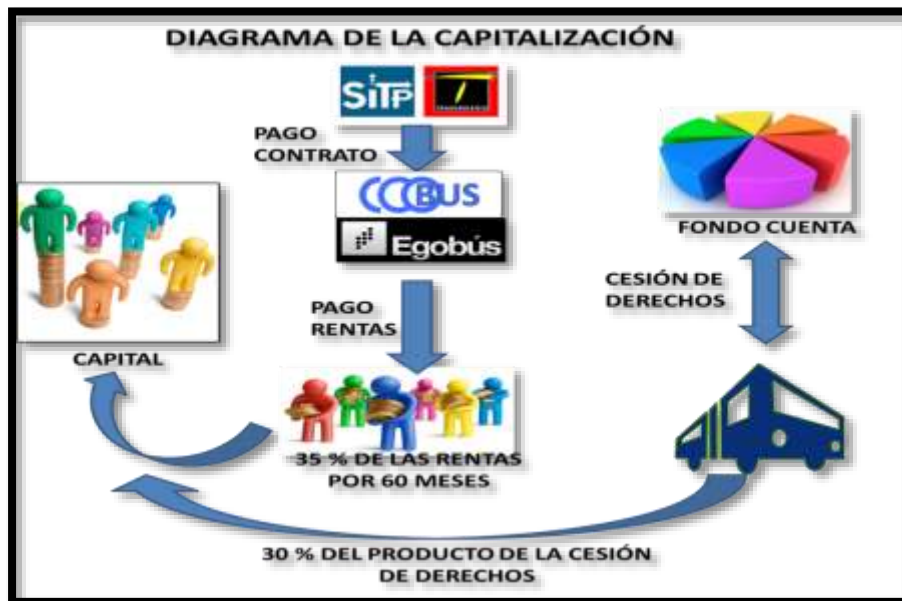 DIAGRAMA DE LA CAPITALIZACIÓN
SiTP
PAGO
CONTRATO
COOBUS
Egobús
FONDO CUENTA
CESIÓN DE
DERECHOS
PAGO
RENTAS
CAPITAL
35 % DE LAS RENTAS
POR 60 MESES
30 % DEL PRODUCTO DE LA CESIÓN
DE DERECHOS